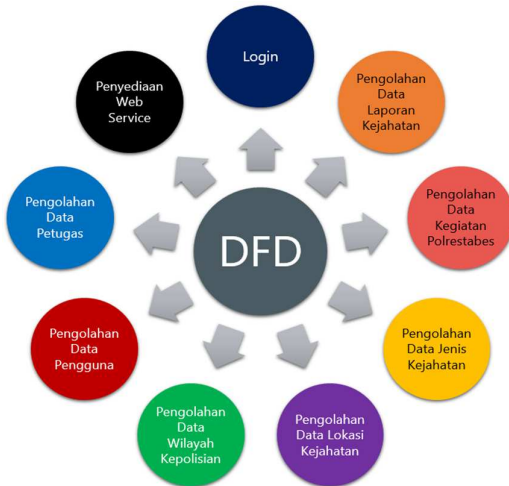 Login
Pengolahan
Data
Laporan
Kejahatan
Pengolahan
Data
Kegiatan
Polrestabes
Pengolahan
Data Jenis
Kejahatan
Pengolahan
Data Lokasi
Kejahatan
Pengolahan
Data
Wilayah
Kepolisian
Pengolahan
Data
Pengguna
Pengolahan
Data
Petugas
Penyediaan
Web
Service
DFD